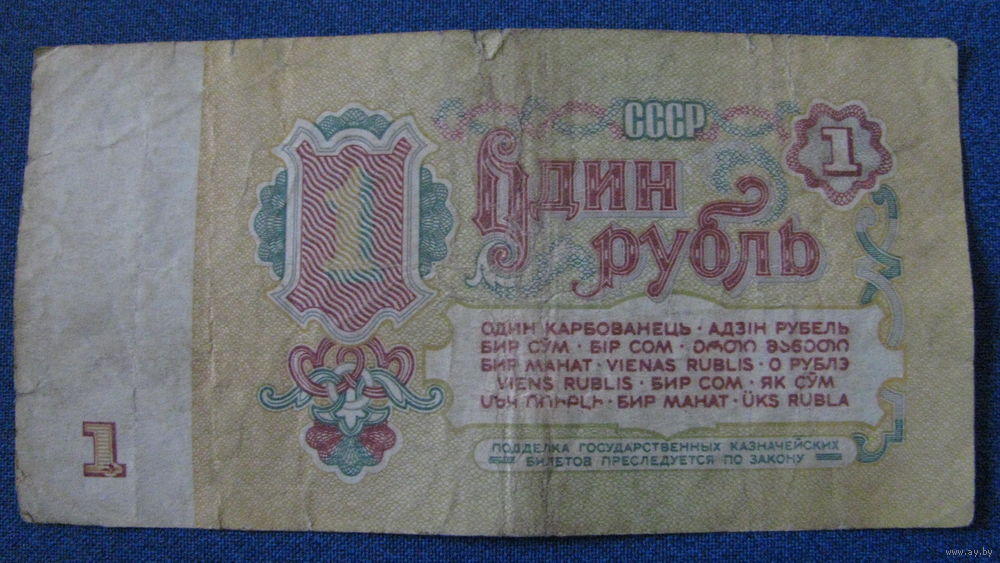 СССР
1
1
Один
рубль
ОДИН КАРБОВАНЕЦЬ · АДЗІН РУБЕЛЬ
БИР СЎМ · БІР СОМ · ᲔᲠᲗᲘ ᲛᲐᲜᲔᲗᲘ
БИР МАНАТ · VIENAS RUBLIS · О РУБЛЭ
VIENS RUBLIS · БИР СОМ · ЯК СӮМ
ՄԵԿ ՌՈՒԲԼԻ · БИР МАНАТ · ÜKS RUBLA
1
ПОДДЕЛКА ГОСУДАРСТВЕННЫХ КАЗНАЧЕЙСКИХ
БИЛЕТОВ ПРЕСЛЕДУЕТСЯ ПО ЗАКОНУ
www.ay.by